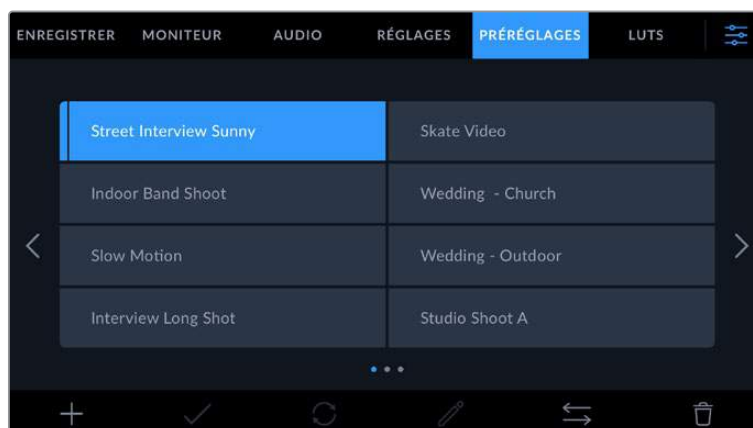 ENREGISTRER MONITEUR AUDIO RÉGLAGES PRÉRÉGLAGES LUTS
Street Interview Sunny Skate Video
Indoor Band Shoot Wedding - Church
Slow Motion Wedding - Outdoor
Interview Long Shot Studio Shoot A